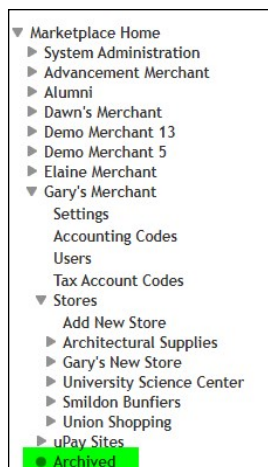 Marketplace Home
System Administration
Advancement Merchant
Alumni
Dawn's Merchant
Demo Merchant 13
Demo Merchant 5
Elaine Merchant
Gary's Merchant
Settings
Accounting Codes
Users
Tax Account Codes
Stores
Add New Store
Architectural Supplies
Gary's New Store
University Science Center
Smildon Bunfiers
Union Shopping
uPay Sites
Archived